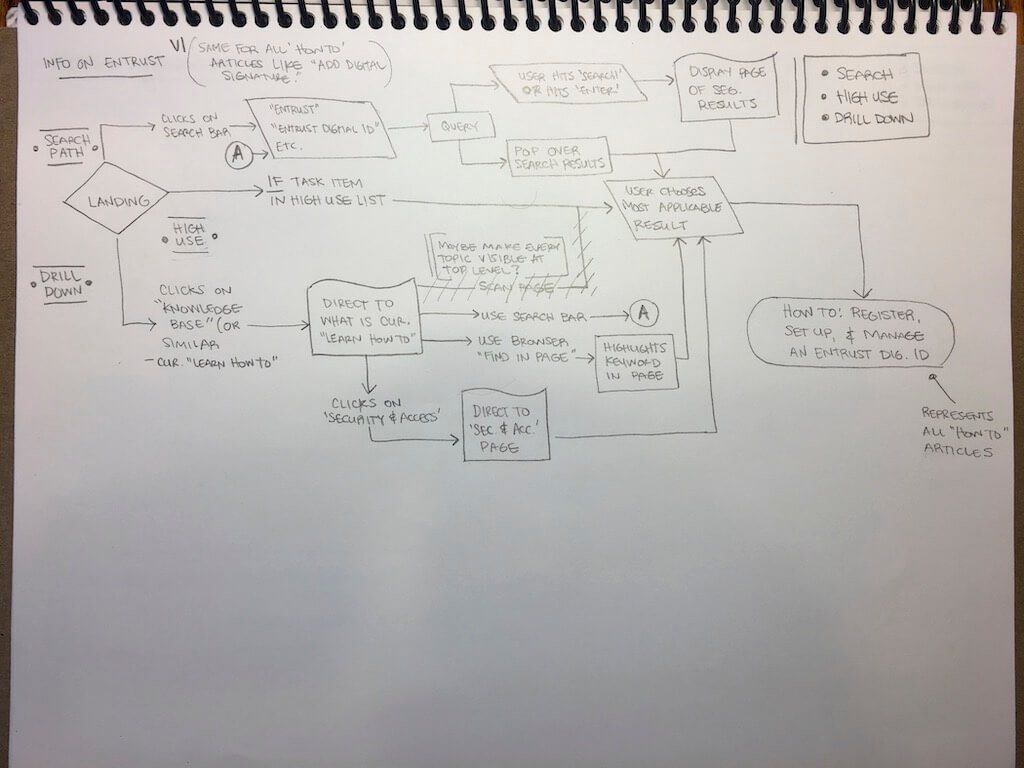 INFO ON ENTRUST
V1
(SAME FOR ALL 'HOW TO'
ARTICLES LIKE "ADD DIGITAL
SIGNATURE.")
SEARCH
PATH
CLICKS ON
SEARCH BAR
A
"ENTRUST"
"ENTRUST DIGITAL ID"
ETC.
QUERY
USER HITS 'SEARCH'
OR HITS 'ENTER'
POP OVER
SEARCH RESULTS
DISPLAY PAGE
OF SEG.
RESULTS
• SEARCH
• HIGH USE
• DRILL DOWN
LANDING
IF TASK ITEM
IN HIGH USE LIST
USER CHOOSES
MOST APPLICABLE
RESULT
HIGH
USE
DRILL
DOWN
CLICKS ON
"KNOWLEDGE
BASE" (OR
SIMILAR
- CUR. "LEARN HOW TO"
DIRECT TO
WHAT IS CUR.
"LEARN HOW TO"
[MAYBE MAKE EVERY
TOPIC VISIBLE AT
TOP LEVEL?]
SCAN PAGE
USE SEARCH BAR
A
USE BROWSER
"FIND IN PAGE"
HIGHLIGHTS
KEYWORD
IN PAGE
CLICKS ON
'SECURITY & ACCESS'
DIRECT TO
'SEC. & ACC.'
PAGE
HOW TO: REGISTER,
SET UP, & MANAGE
AN ENTRUST DIG. ID
REPRESENTS
ALL "HOW TO"
ARTICLES